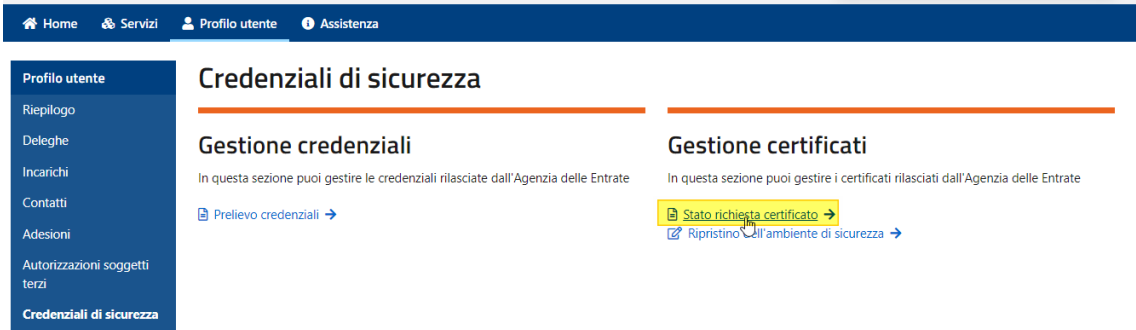 Home Servizi Profilo utente Assistenza
Profilo utente
Riepilogo
Deleghe
Incarichi
Contatti
Adesioni
Autorizzazioni soggetti
terzi
Credenziali di sicurezza
Credenziali di sicurezza
Gestione credenziali
In questa sezione puoi gestire le credenziali rilasciate dall'Agenzia delle Entrate
Prelievo credenziali →
Gestione certificati
In questa sezione puoi gestire i certificati rilasciati dall'Agenzia delle Entrate
Stato richiesta certificato →
Ripristino dell'ambiente di sicurezza →